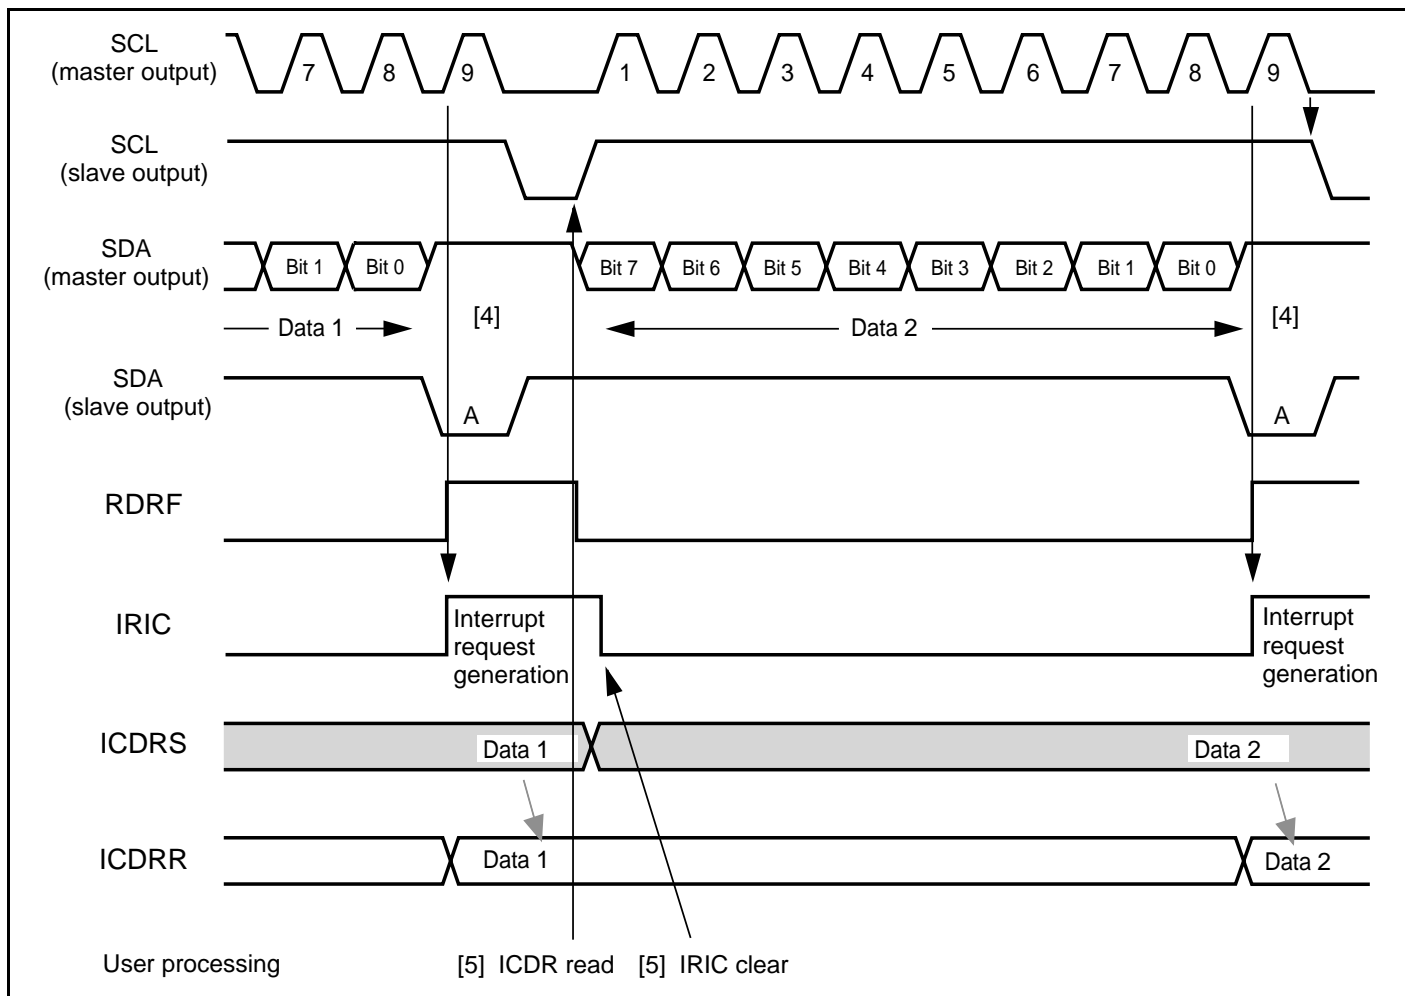 SCL
(master output)
7 8 9 1 2 3 4 5 6 7 8 9
SCL
(slave output)
SDA
(master output)
Bit 1 Bit 0 Bit 7 Bit 6 Bit 5 Bit 4 Bit 3 Bit 2 Bit 1 Bit 0
Data 1 [4] Data 2 [4]
SDA
(slave output)
A A
RDRF
IRIC
Interrupt
request
generation
Interrupt
request
generation
ICDRS
Data 1 Data 2
ICDRR
Data 1 Data 2
User processing [5] ICDR read [5] IRIC clear